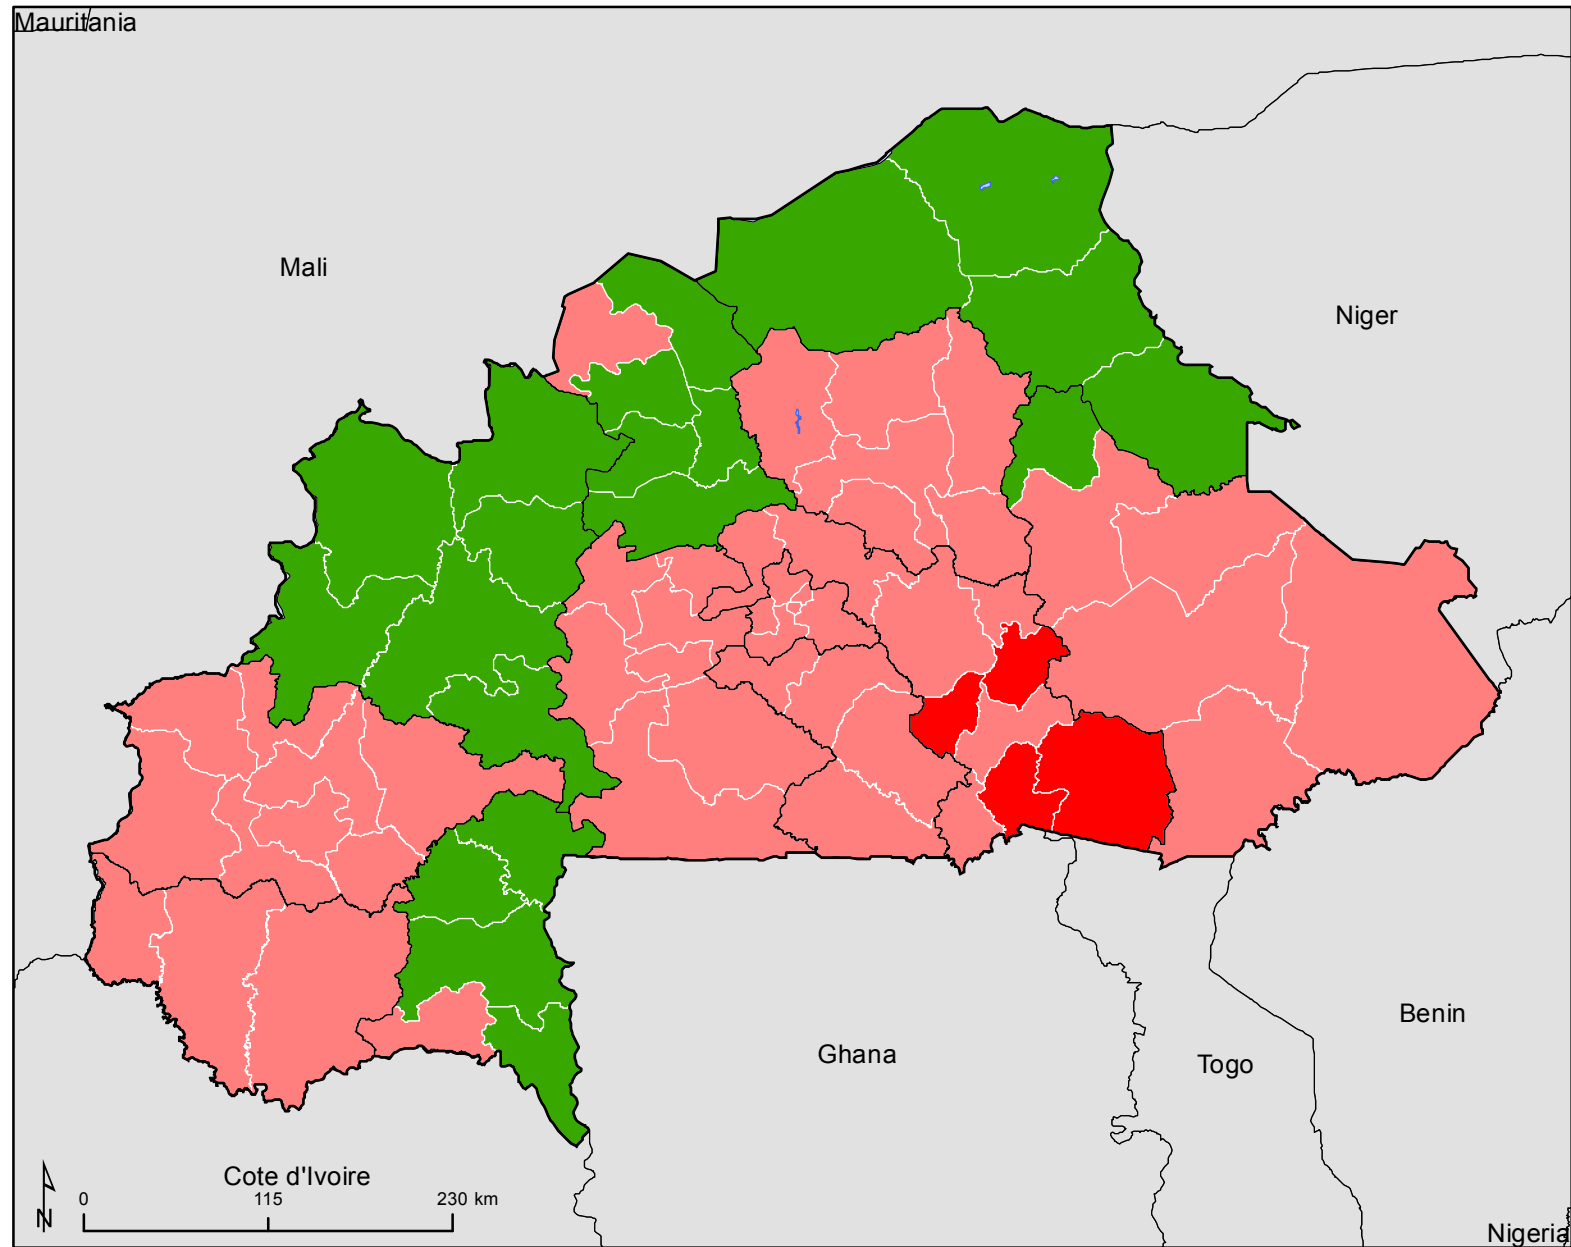 Mauritania
Mali
Niger
Benin
Ghana
Togo
Cote d'Ivoire
0 115 230 km
N
Nigeria